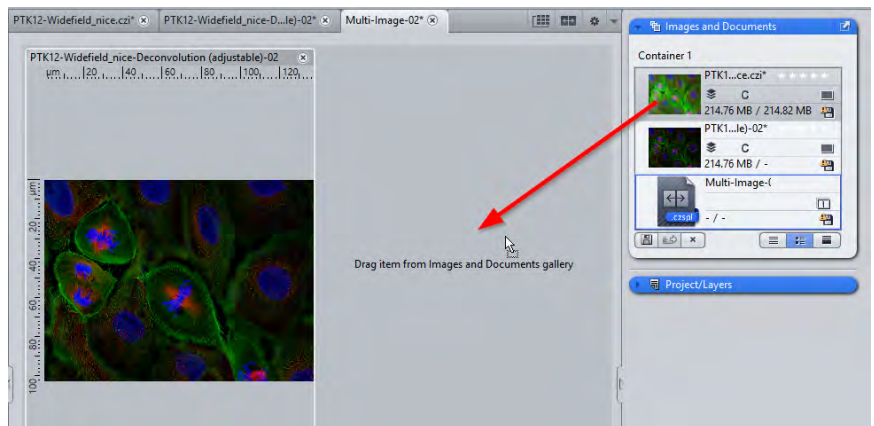 PTK12-Widefield_nice.czi*
PTK12-Widefield_nice-D...le)-02*
Multi-Image-02*
PTK12-Widefield_nice-Deconvolution (adjustable)-02
µm 20 40 60 80 100 120
µm
20
40
60
80
100
Drag item from Images and Documents gallery
Images and Documents
Container 1
PTK1...ce.czi*
C
214.76 MB / 214.82 MB
PTK1...le)-02*
C
214.76 MB / -
Multi-Image-(
.czspl
- / -
Project/Layers